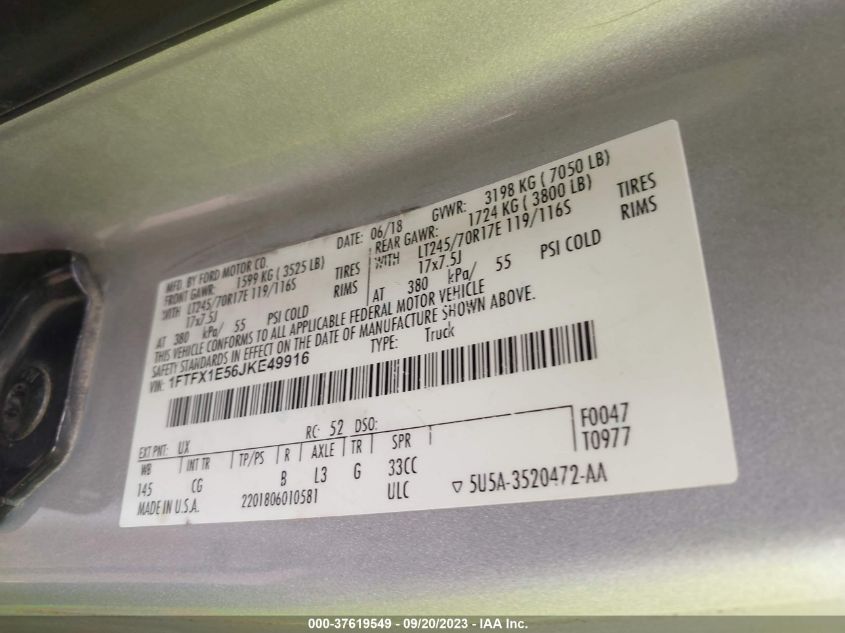 MFD. BY FORD MOTOR CO.
DATE: 06/18 GVWR: 3198 KG ( 7050 LB)
FRONT GAWR: 1599 KG ( 3525 LB) REAR GAWR: 1724 KG ( 3800 LB)
WITH LT245/70R17E 119/116S TIRES WITH LT245/70R17E 119/116S TIRES
17x7.5J RIMS 17x7.5J RIMS
AT 380 kPa/ 55 PSI COLD AT 380 kPa/ 55 PSI COLD
THIS VEHICLE CONFORMS TO ALL APPLICABLE FEDERAL MOTOR VEHICLE
SAFETY STANDARDS IN EFFECT ON THE DATE OF MANUFACTURE SHOWN ABOVE.
VIN: 1FTFX1E56JKE49916 TYPE: Truck
EXT PNT: UX RC: 52 DSO: F0047
WB INT TR TP/PS R AXLE TR SPR T0977
145 CG B L3 G 33CC
MADE IN U.S.A. 2201806010581 ULC ▽ 5U5A-3520472-AA
000-37619549 - 09/20/2023 - IAA Inc.